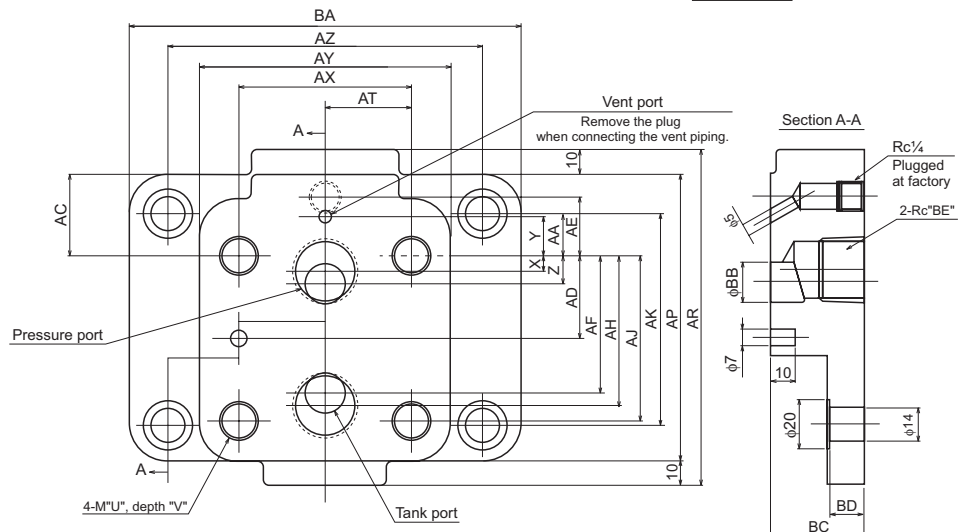 BA
AZ
AY
AX
AT
Vent port
Remove the plug
when connecting the vent piping.
A
10
AC
Y
AA
AE
X
Z
AD
AF
AH
AJ
AK
AP
AR
Pressure port
A
10
4-M"U", depth "V"
Tank port
Section A-A
Rc¼
Plugged
at factory
2-Rc"BE"
φ5
φBB
φ7
10
φ20
φ14
BD
BC